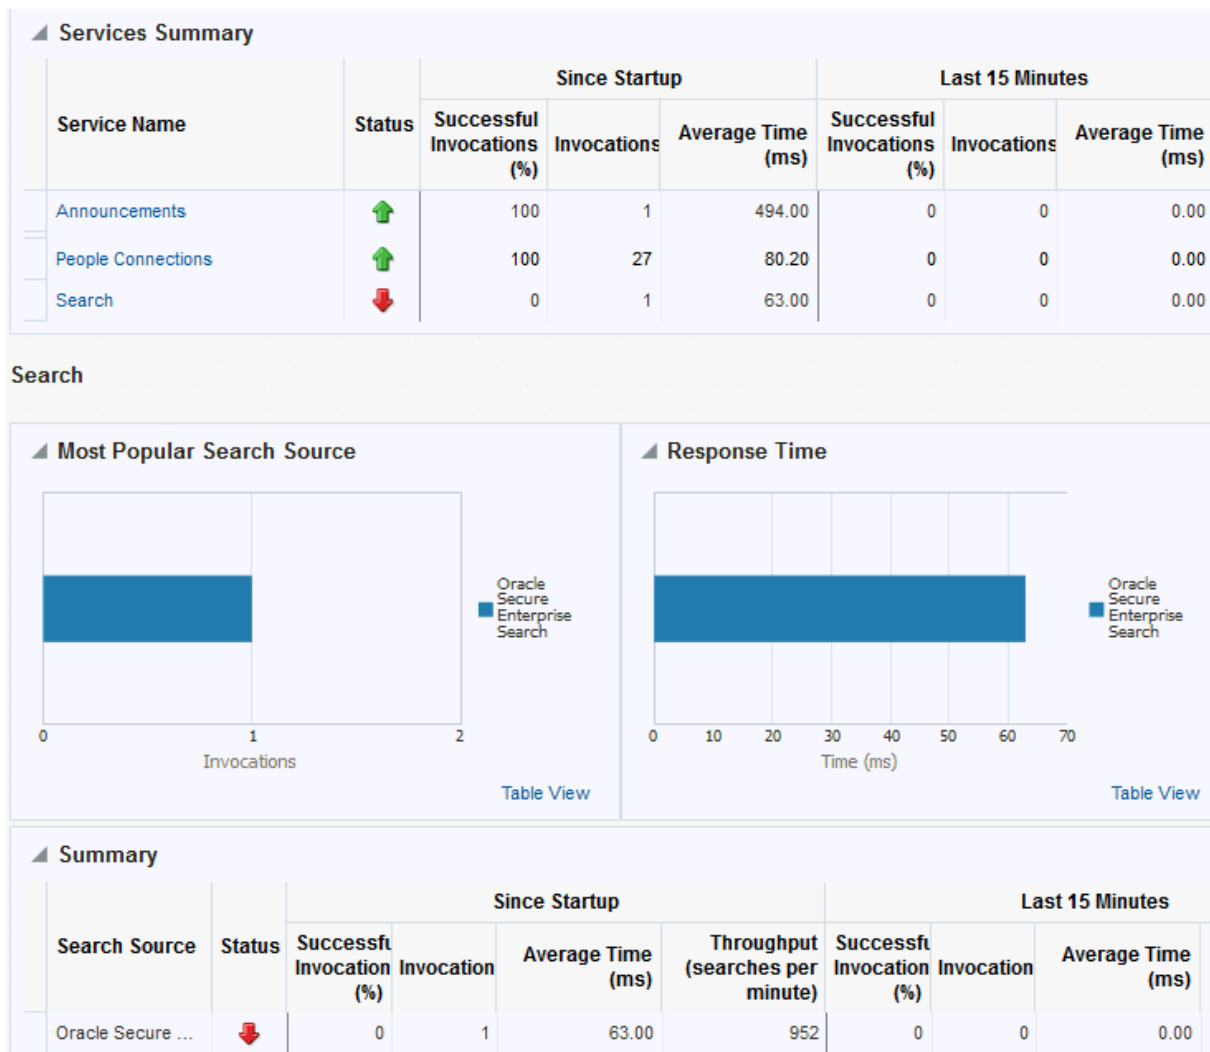 Services Summary
Since Startup Last 15 Minutes
Service Name Status Successful Invocations (%) Invocations Average Time (ms) Successful Invocations (%) Invocations Average Time (ms)
Announcements 100 1 494.00 0 0 0.00
People Connections 100 27 80.20 0 0 0.00
Search 0 1 63.00 0 0 0.00
Search
Most Popular Search Source
Oracle
Secure
Enterprise
Search
0 1 2
Invocations
Table View
Response Time
Oracle
Secure
Enterprise
Search
0 10 20 30 40 50 60 70
Time (ms)
Table View
Summary
Since Startup Last 15 Minutes
Search Source Status Successfu Invocation (%) Invocation Average Time (ms) Throughput (searches per minute) Successfu Invocation (%) Invocation Average Time (ms)
Oracle Secure ... 0 1 63.00 952 0 0 0.00